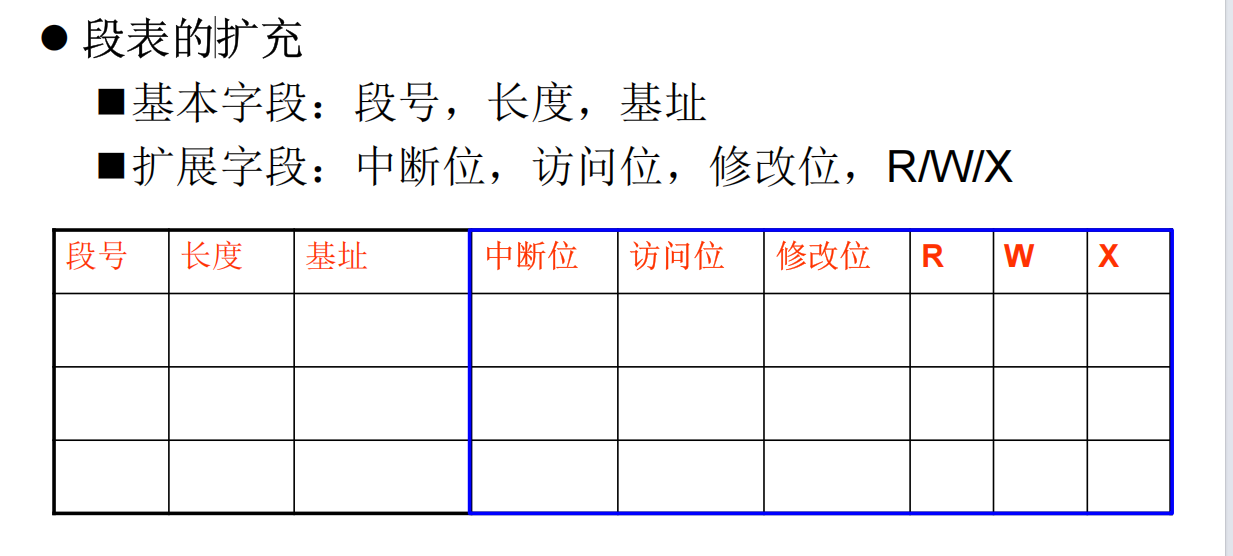 ● 段表的扩充
■基本字段：段号，长度，基址
■扩展字段：中断位，访问位，修改位，R/W/X
段号 长度 基址 中断位 访问位 修改位 R W X